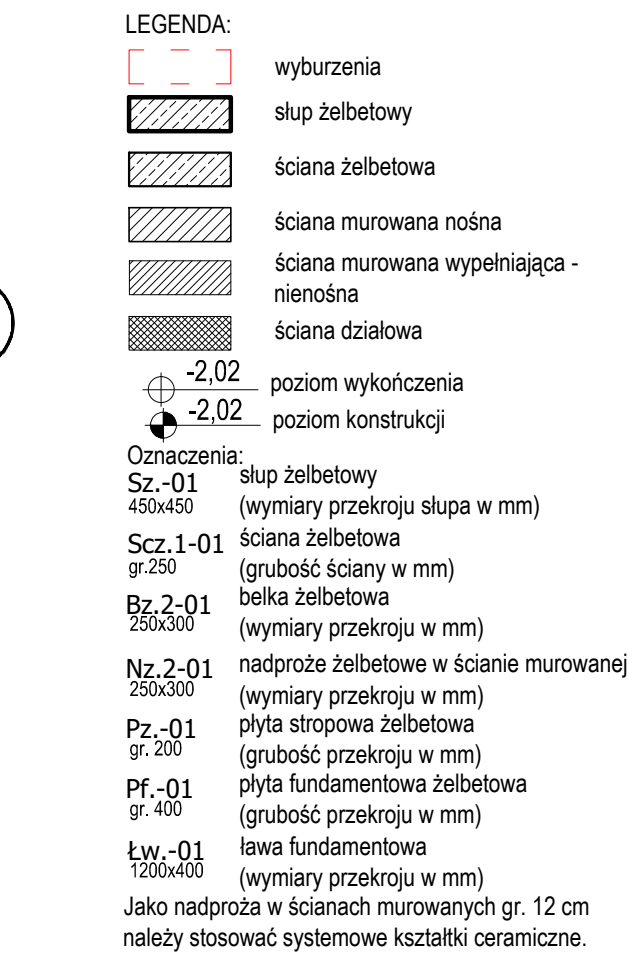 LEGENDA:
wyburzenia
słup żelbetowy
ściana żelbetowa
ściana murowana nośna
ściana murowana wypełniająca -
nienośna
ściana działowa
-2,02 poziom wykończenia
-2,02 poziom konstrukcji
Oznaczenia:
Sz.-01 słup żelbetowy
450x450 (wymiary przekroju słupa w mm)
Scz.1-01 ściana żelbetowa
gr.250 (grubość ściany w mm)
Bz.2-01 belka żelbetowa
250x300 (wymiary przekroju w mm)
Nz.2-01 nadproże żelbetowe w ścianie murowanej
250x300 (wymiary przekroju w mm)
Pz.-01 płyta stropowa żelbetowa
gr. 200 (grubość przekroju w mm)
Pf.-01 płyta fundamentowa żelbetowa
gr. 400 (grubość przekroju w mm)
Łw.-01 ława fundamentowa
1200x400 (wymiary przekroju w mm)
Jako nadproża w ścianach murowanych gr. 12 cm
należy stosować systemowe kształtki ceramiczne.